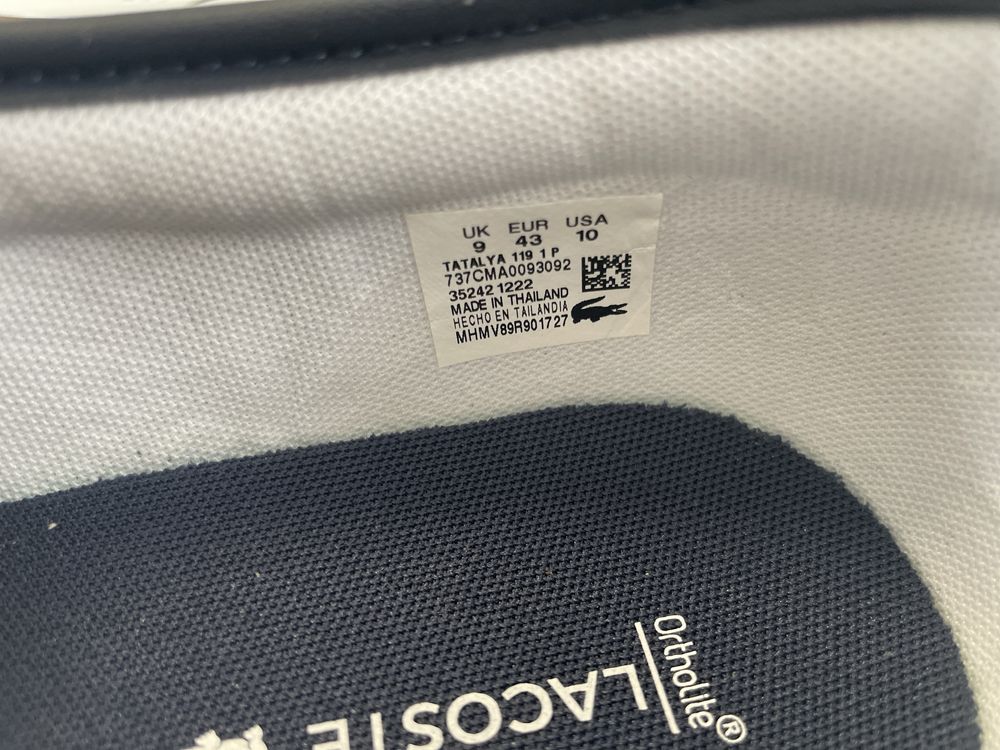 UK EUR USA
9 43 10
TATALYA 119 1 P
737CMA0093092
35242 1222
MADE IN THAILAND
HECHO EN TAILANDIA
MHMV89R901727
Ortholite®
LACOSTE